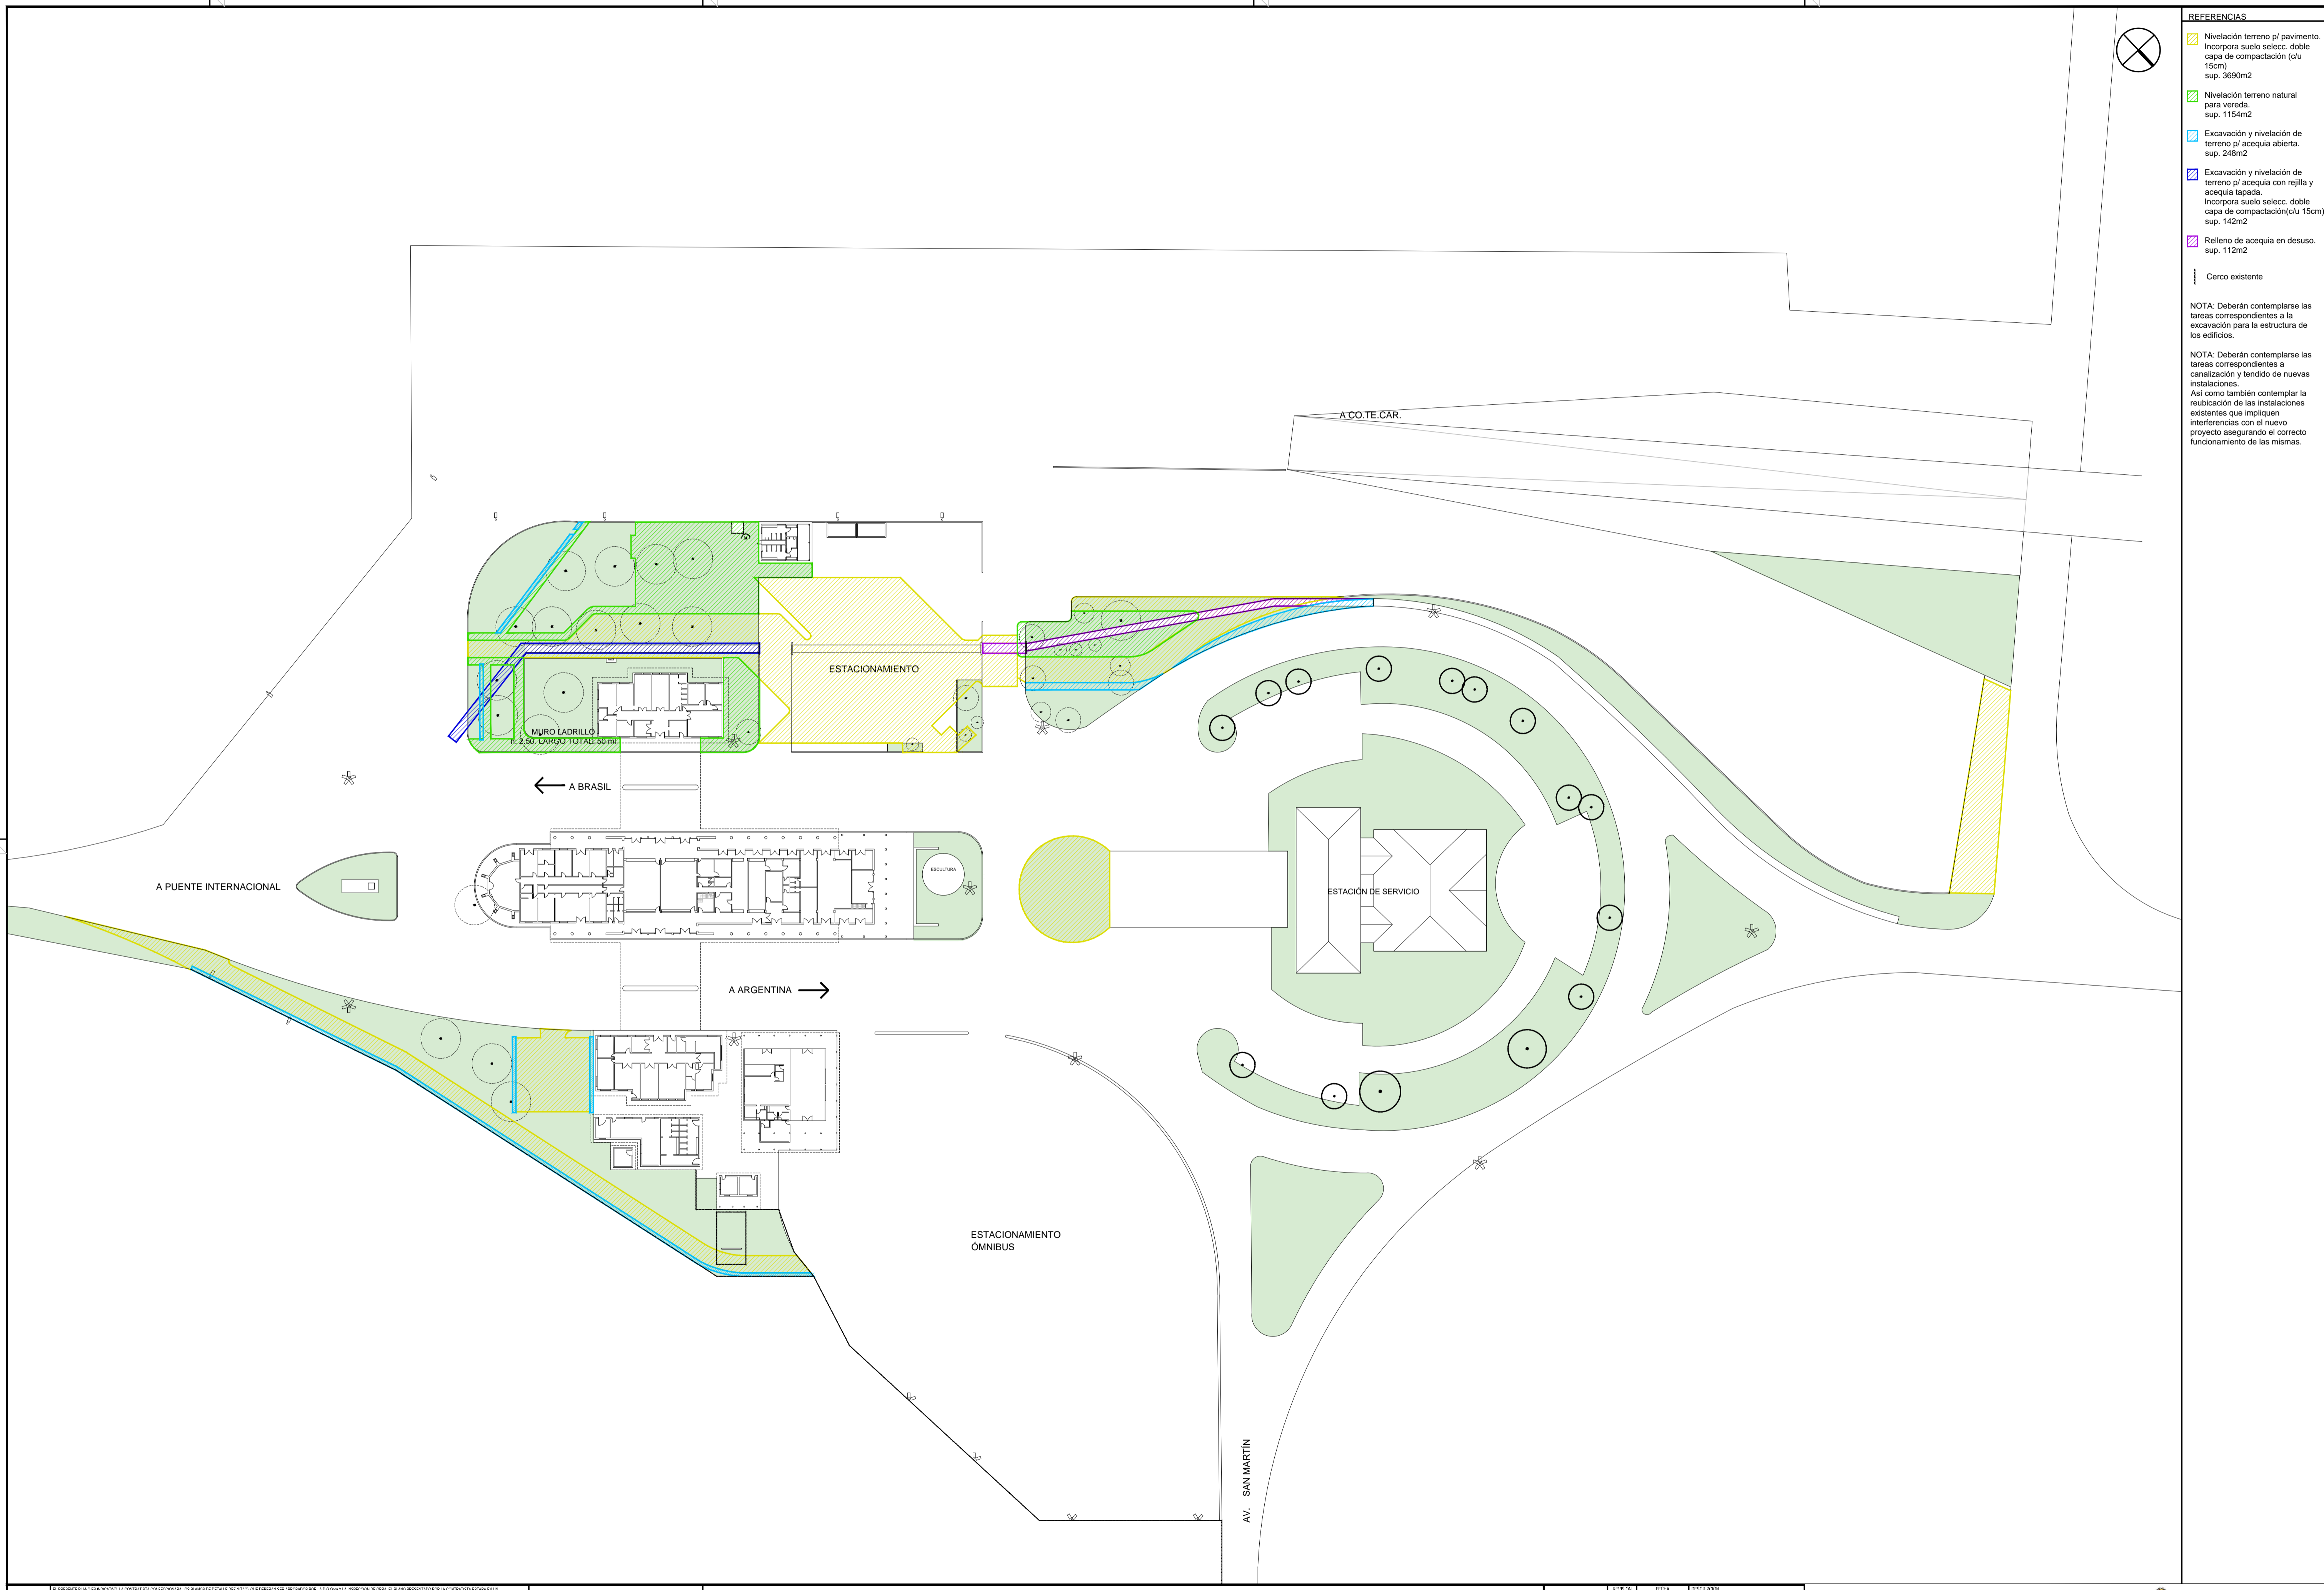 REFERENCIAS
Nivelación terreno p/ pavimento.
Incorpora suelo selecc. doble
capa de compactación (c/u
15cm)
sup. 3690m2
Nivelación terreno natural
para vereda.
sup. 1154m2
Excavación y nivelación de
terreno p/ acequia abierta.
sup. 248m2
Excavación y nivelación de
terreno p/ acequia con rejilla y
acequia tapada.
Incorpora suelo selecc. doble
capa de compactación(c/u 15cm)
sup. 142m2
Relleno de acequia en desuso.
sup. 112m2
Cerco existente
NOTA: Deberán contemplarse las
tareas correspondientes a la
excavación para la estructura de
los edificios.
NOTA: Deberán contemplarse las
tareas correspondientes a
canalización y tendido de nuevas
instalaciones.
Así como también contemplar la
reubicación de las instalaciones
existentes que impliquen
interferencias con el nuevo
proyecto asegurando el correcto
funcionamiento de las mismas.
A CO.TE.CAR.
ESTACIONAMIENTO
MURO LADRILLO
h: 2.50. LARGO TOTAL: 50 ml
A BRASIL
ESCULTURA
A PUENTE INTERNACIONAL
ESTACIÓN DE SERVICIO
A ARGENTINA
ESTACIONAMIENTO
ÓMNIBUS
AV. SAN MARTÍN
REVISION FECHA DESCRIPCION